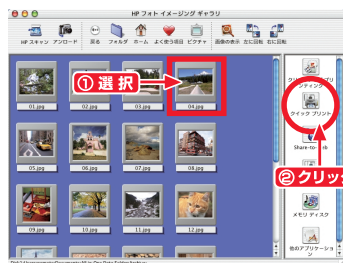 HP フォト イメージング ギャラリ
HP スキャン アンロード 戻る フォルダ ホーム よく使う項目 ピクチャ 画像の表示 左に回転 右に回転
01.jpg 02.jpg 03.jpg 04.jpg
①選択
クイック プリント
05.jpg 06.jpg 07.jpg 08.jpg
②クリッ
メモリ ディスク
09.jpg 10.jpg 11.jpg 12.jpg
他のアプリケーション